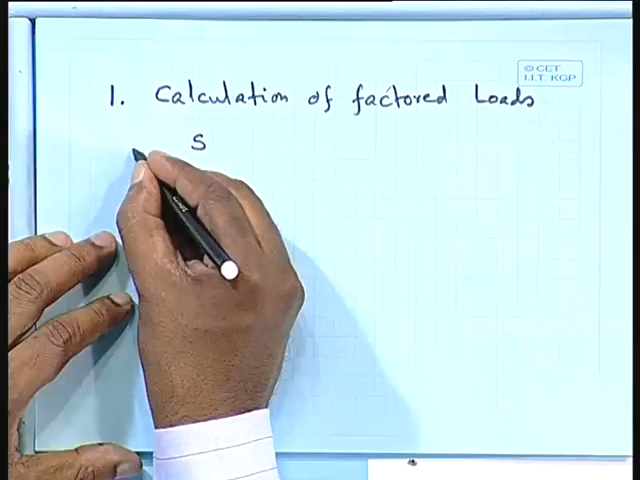 © CET
I.I.T. KGP
1. Calculation of factored Loads
S